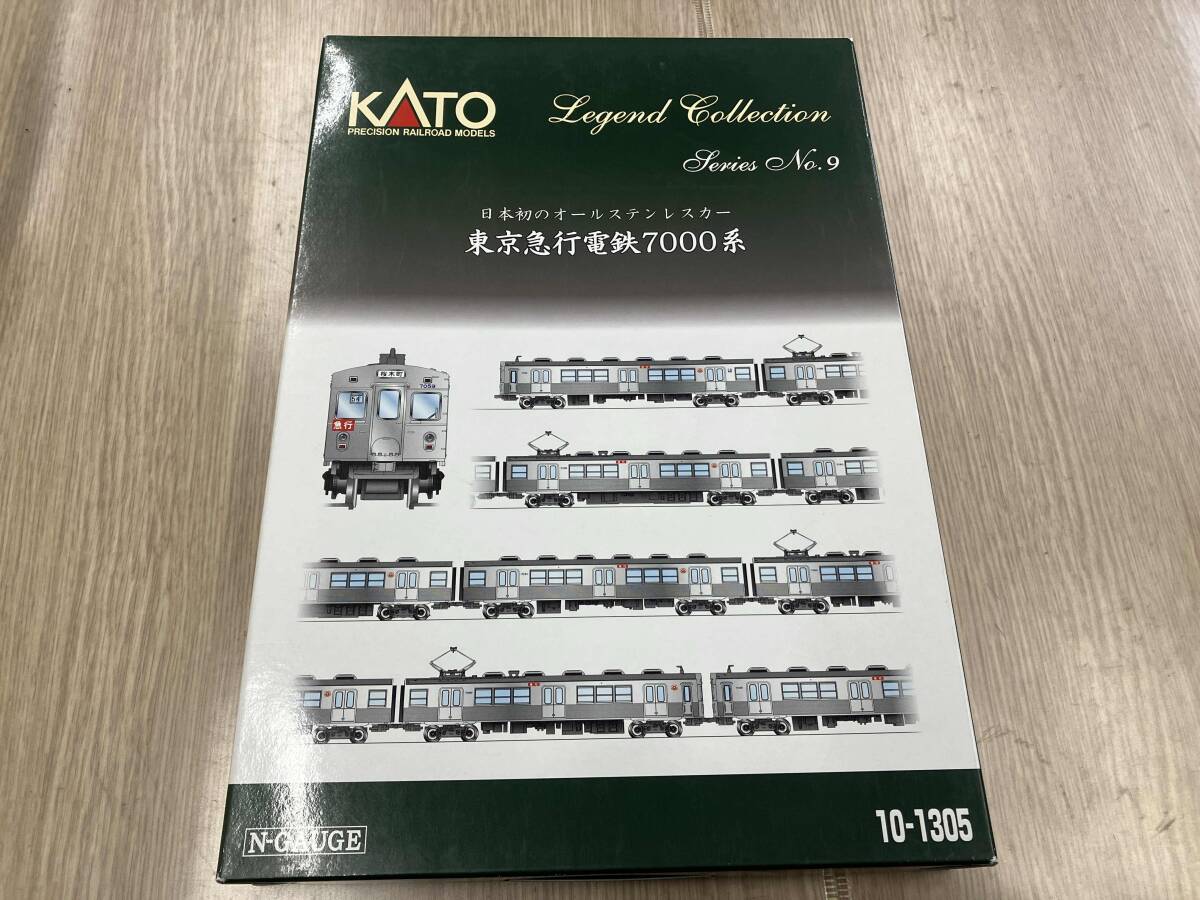 KATO
PRECISION RAILROAD MODELS
Legend Collection
Series No.9
日本初のオールステンレスカー
東京急行電鉄7000系
桜木町
7059
急行
N-GAUGE
10-1305